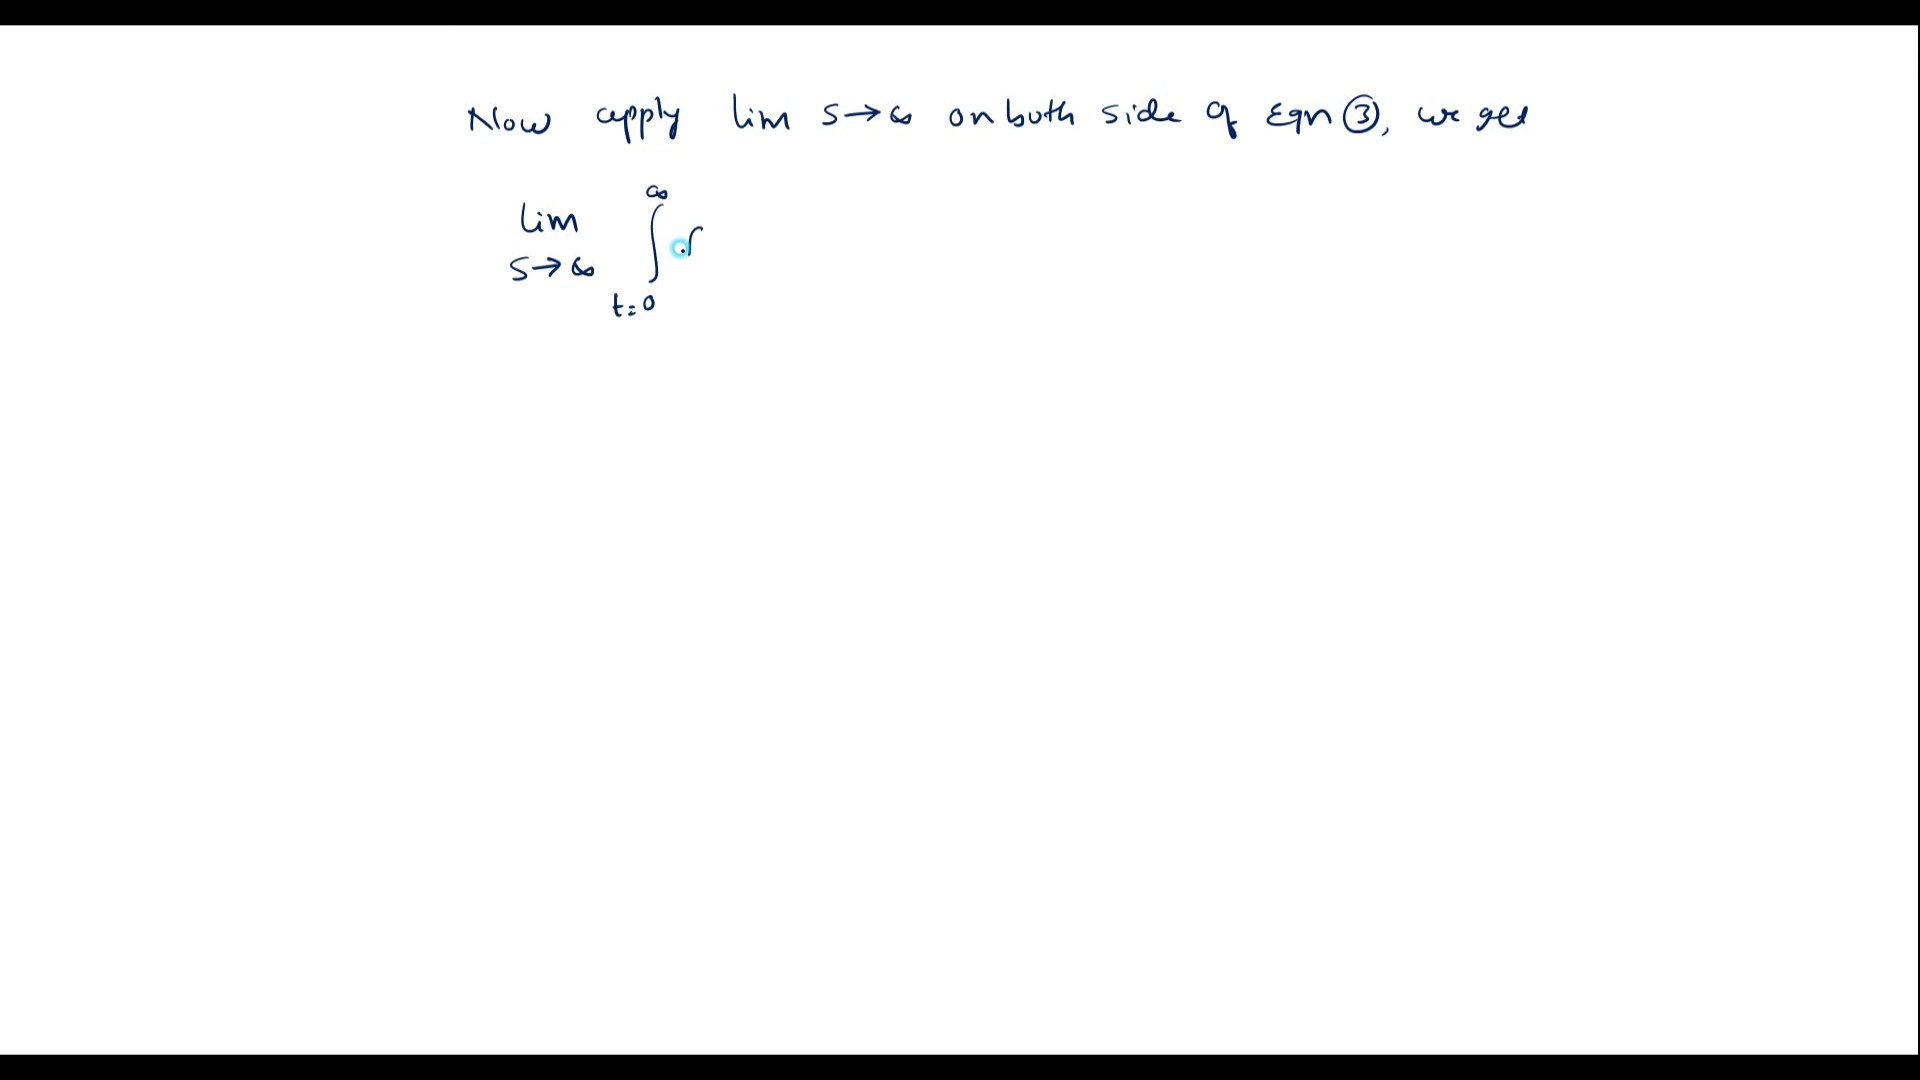 Now apply lim s→∞ on both side of Eqn ③, we get
lim s→∞ ∫ t=0 ∞